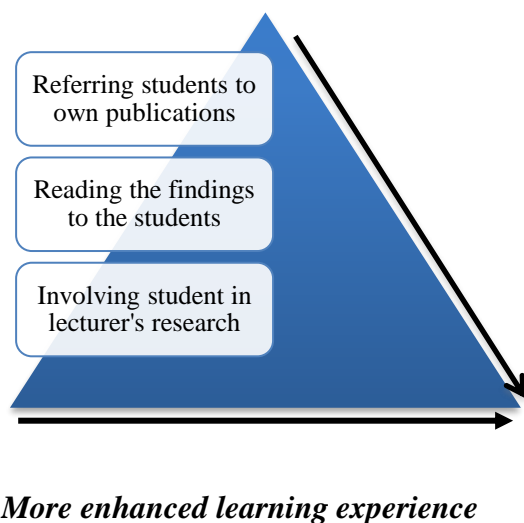 Referring students to
own publications
Reading the findings
to the students
Involving student in
lecturer's research
More enhanced learning experience